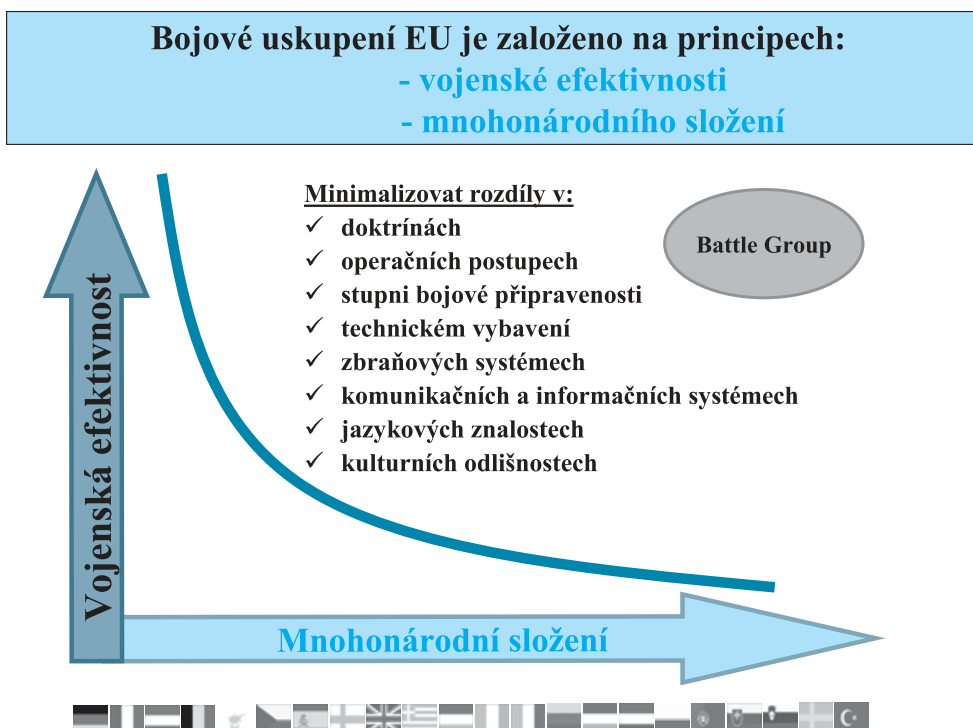 Bojové uskupení EU je založeno na principech:
- vojenské efektivnosti
- mnohonárodního složení
Minimalizovat rozdíly v:
✓ doktrínách
✓ operačních postupech
✓ stupni bojové připravenosti
✓ technickém vybavení
✓ zbraňových systémech
✓ komunikačních a informačních systémech
✓ jazykových znalostech
✓ kulturních odlišnostech
Battle Group
Vojenská efektivnost
Mnohonárodní složení